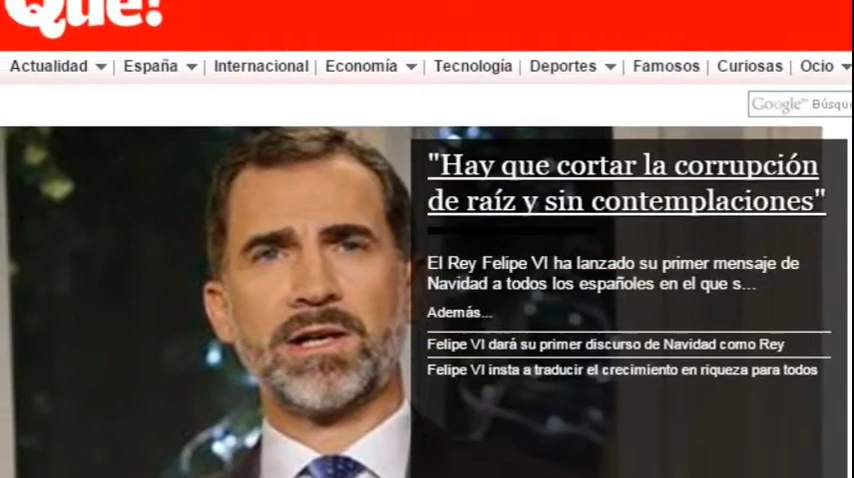 Qué!
Actualidad | España | Internacional | Economía | Tecnología | Deportes | Famosos | Curiosas | Ocio
Google™ Búsqu
"Hay que cortar la corrupción
de raíz y sin contemplaciones"
El Rey Felipe VI ha lanzado su primer mensaje de
Navidad a todos los españoles en el que s...
Además...
Felipe VI dará su primer discurso de Navidad como Rey
Felipe VI insta a traducir el crecimiento en riqueza para todos